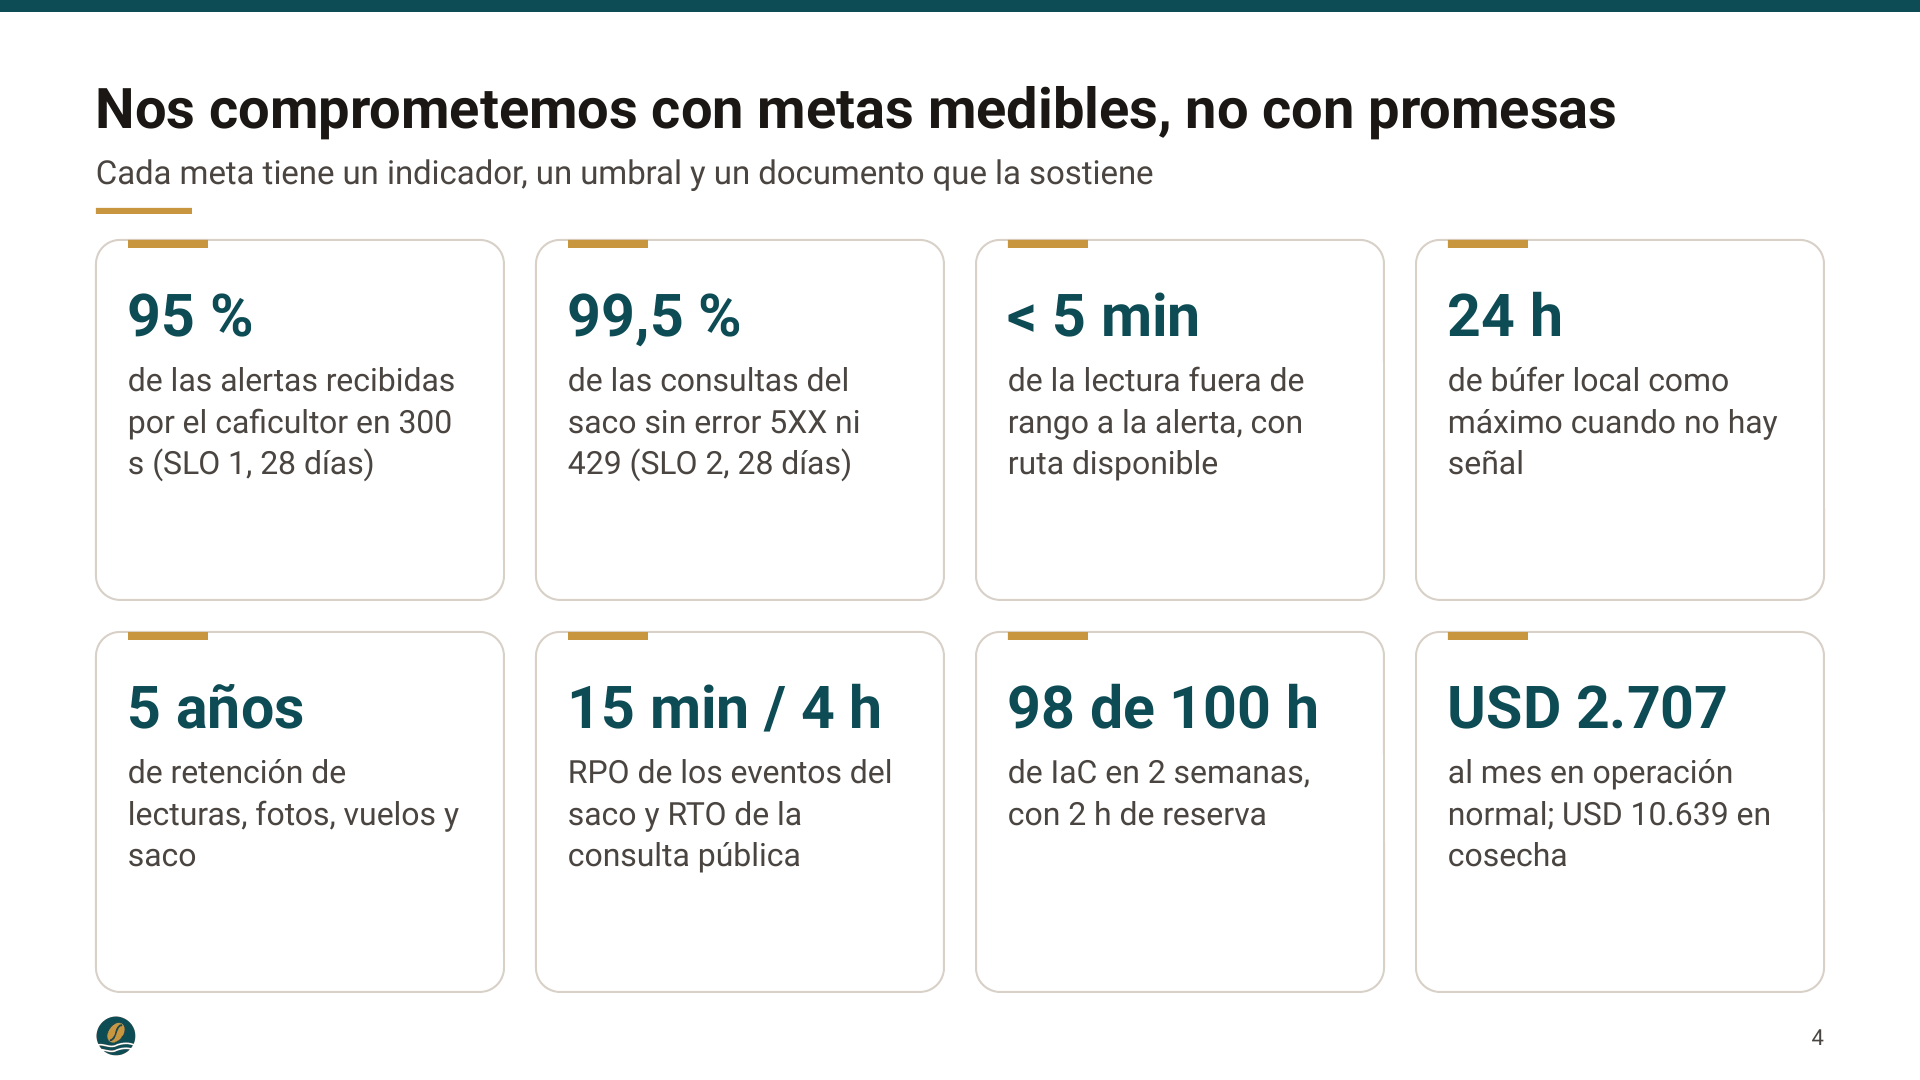 Nos comprometemos con metas medibles, no con promesas
Cada meta tiene un indicador, un umbral y un documento que la sostiene
95 %
de las alertas recibidas
por el caficultor en 300
s (SLO 1, 28 días)
99,5 %
de las consultas del
saco sin error 5XX ni
429 (SLO 2, 28 días)
< 5 min
de la lectura fuera de
rango a la alerta, con
ruta disponible
24 h
de búfer local como
máximo cuando no hay
señal
5 años
de retención de
lecturas, fotos, vuelos y
saco
15 min / 4 h
RPO de los eventos del
saco y RTO de la
consulta pública
98 de 100 h
de IaC en 2 semanas,
con 2 h de reserva
USD 2.707
al mes en operación
normal; USD 10.639 en
cosecha
4